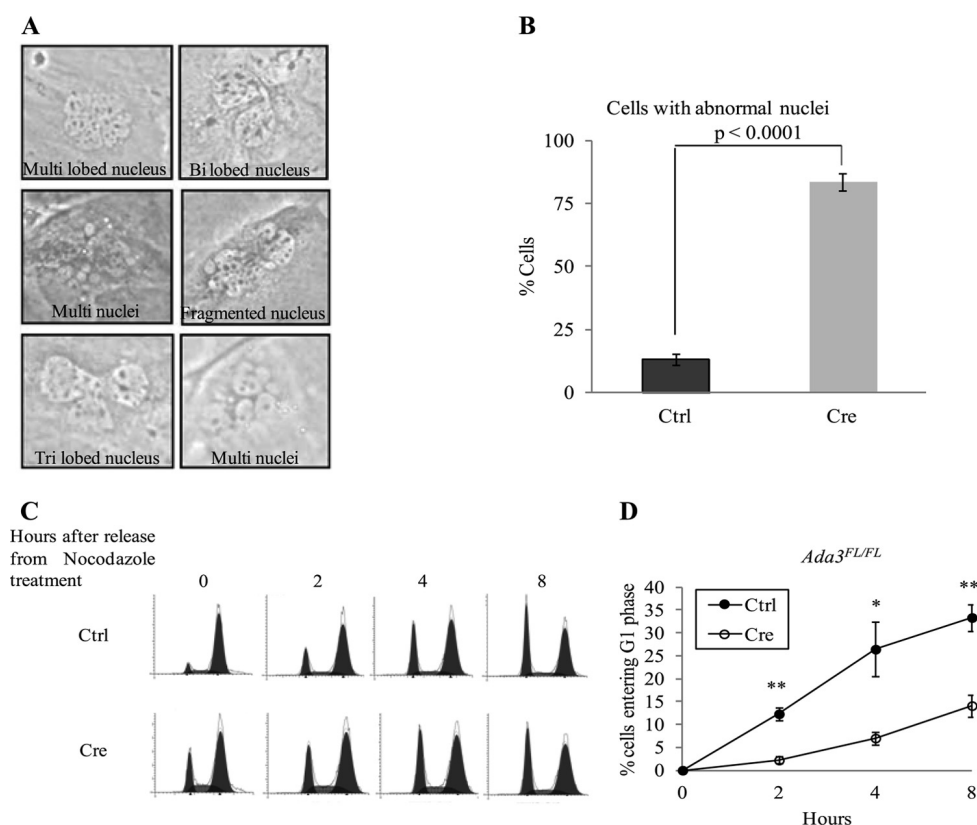 A
Multi lobed nucleus
Bi lobed nucleus
Multi nuclei
Fragmented nucleus
Tri lobed nucleus
Multi nuclei
B
Cells with abnormal nuclei
p < 0.0001
% Cells
100
75
50
25
0
Ctrl
Cre
C
Hours after release
from Nocodazole
treatment
0
2
4
8
Ctrl
Cre
D
Ada3FL/FL
% cells entering G1 phase
40
35
30
25
20
15
10
5
0
Ctrl
Cre
**
*
**
0
2
4
8
Hours